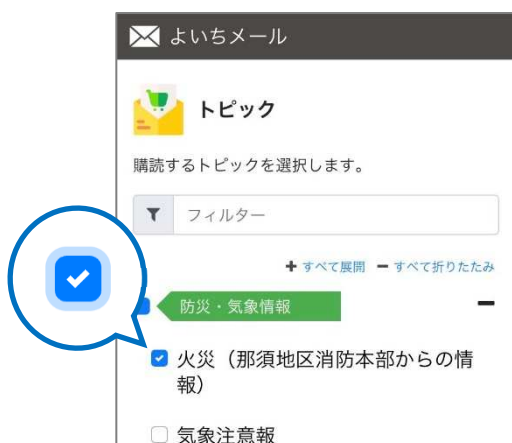 よいちメール
トピック
購読するトピックを選択します。
フィルター
すべて展開 すべて折りたたみ
防災・気象情報
火災（那須地区消防本部からの情
報）
気象注意報